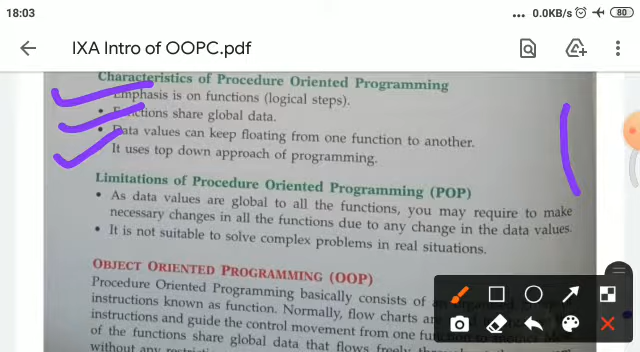 18:03 ... 0.0KB/s 80
IXA Intro of OOPC.pdf
Characteristics of Procedure Oriented Programming
Emphasis is on functions (logical steps).
• Functions share global data.
• Data values can keep floating from one function to another.
It uses top down approach of programming.
Limitations of Procedure Oriented Programming (POP)
• As data values are global to all the functions, you may require to make
necessary changes in all the functions due to any change in the data values.
• It is not suitable to solve complex problems in real situations.
OBJECT ORIENTED PROGRAMMING (OOP)
Procedure Oriented Programming basically consists of
instructions known as function. Normally, flow charts are
instructions and guide the control movement from one
of the functions share global data that flows freely
without any